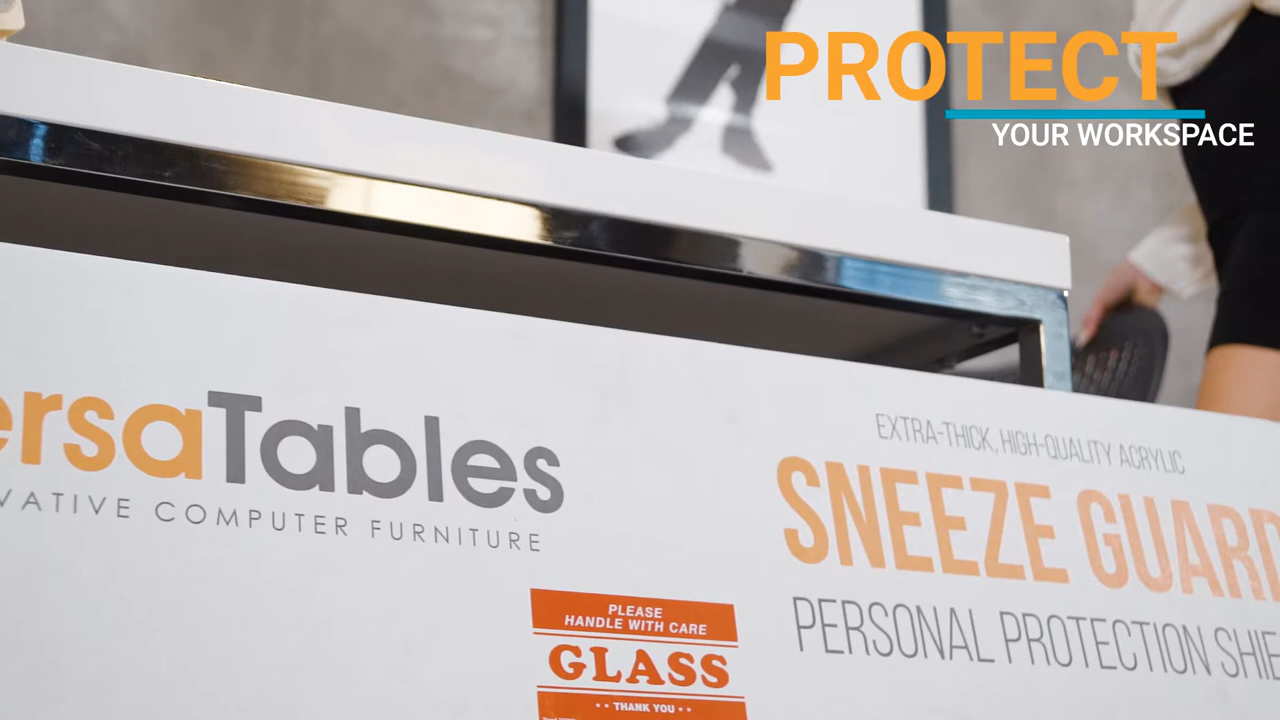 PROTECT
YOUR WORKSPACE
ersaTables
VATIVE COMPUTER FURNITURE
EXTRA-THICK, HIGH-QUALITY ACRYLIC
SNEEZE GUARD
PERSONAL PROTECTION SHIE
PLEASE
HANDLE WITH CARE
GLASS
•• THANK YOU ••